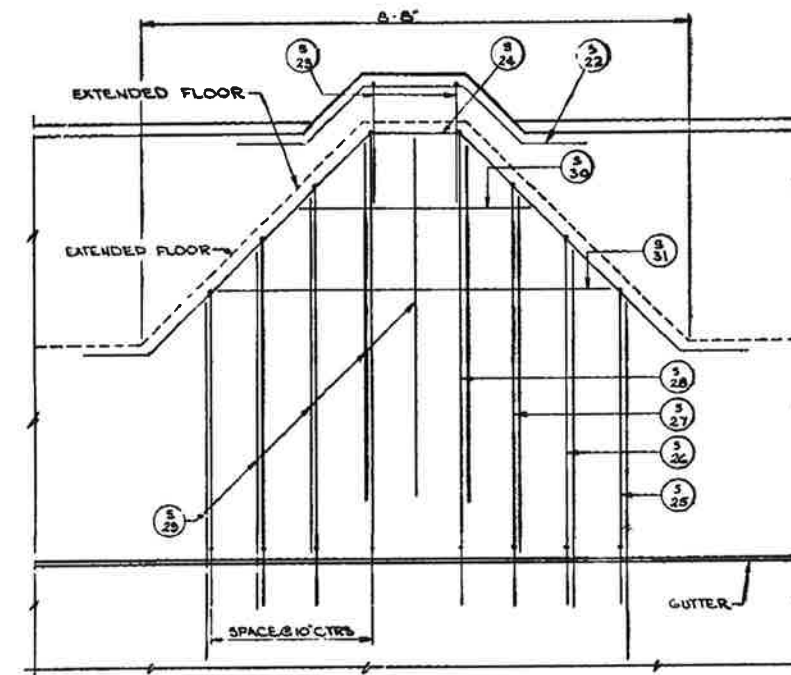 8'-8"
S
23
S
24
S
22
EXTENDED FLOOR
S
30
EXTENDED FLOOR
S
31
S
28
S
27
S
26
S
25
S
29
GUTTER
SPACE @ 10" CTRS